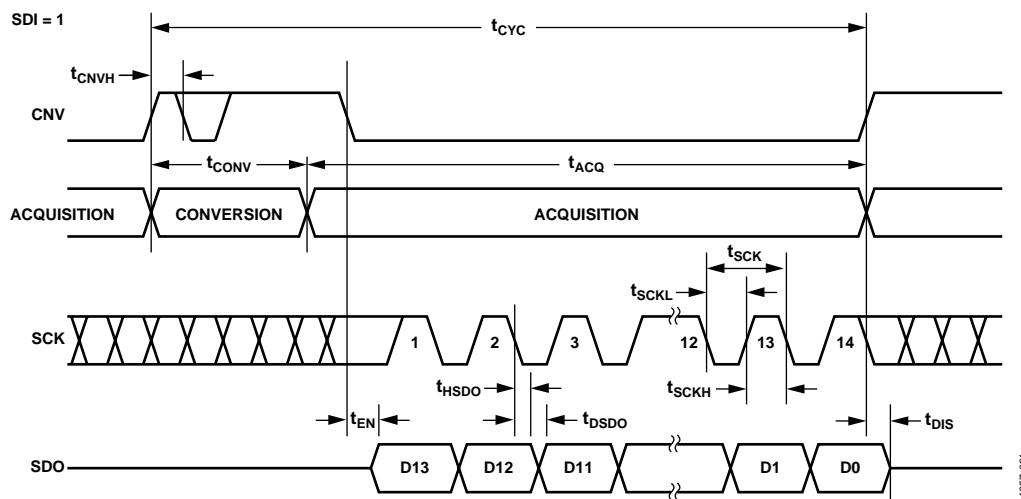 SDI = 1
tCYC
tCNVH
CNV
tCONV
tACQ
ACQUISITION
CONVERSION
ACQUISITION
tSCK
tSCKL
SCK
1
2
3
12
13
14
tHSDO
tSCKH
tEN
tDSDO
tDIS
SDO
D13
D12
D11
D1
D0